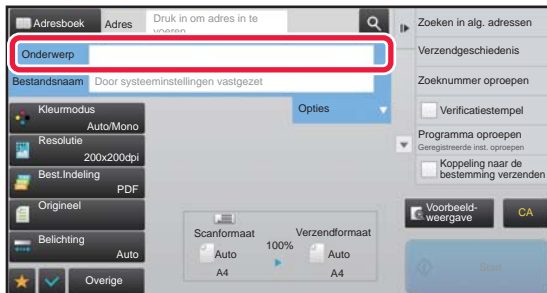 Adresboek
Adres
Druk in om adres in te voeren
Onderwerp
Bestandsnaam
Door systeeminstellingen vastgezet
Opties
Kleurmodus
Auto/Mono
Resolutie
200x200dpi
Best.Indeling
PDF
Origineel
Belichting
Auto
Overige
Scanformaat
Auto
A4
100%
Verzendformaat
Auto
A4
Zoeken in alg. adressen
Verzendgeschiedenis
Zoeknummer oproepen
Verificatiestempel
Programma oproepen
Geregistreerde inst. oproepen
Koppeling naar de
bestemming verzenden
Voorbeeld-
weergave
CA
Start